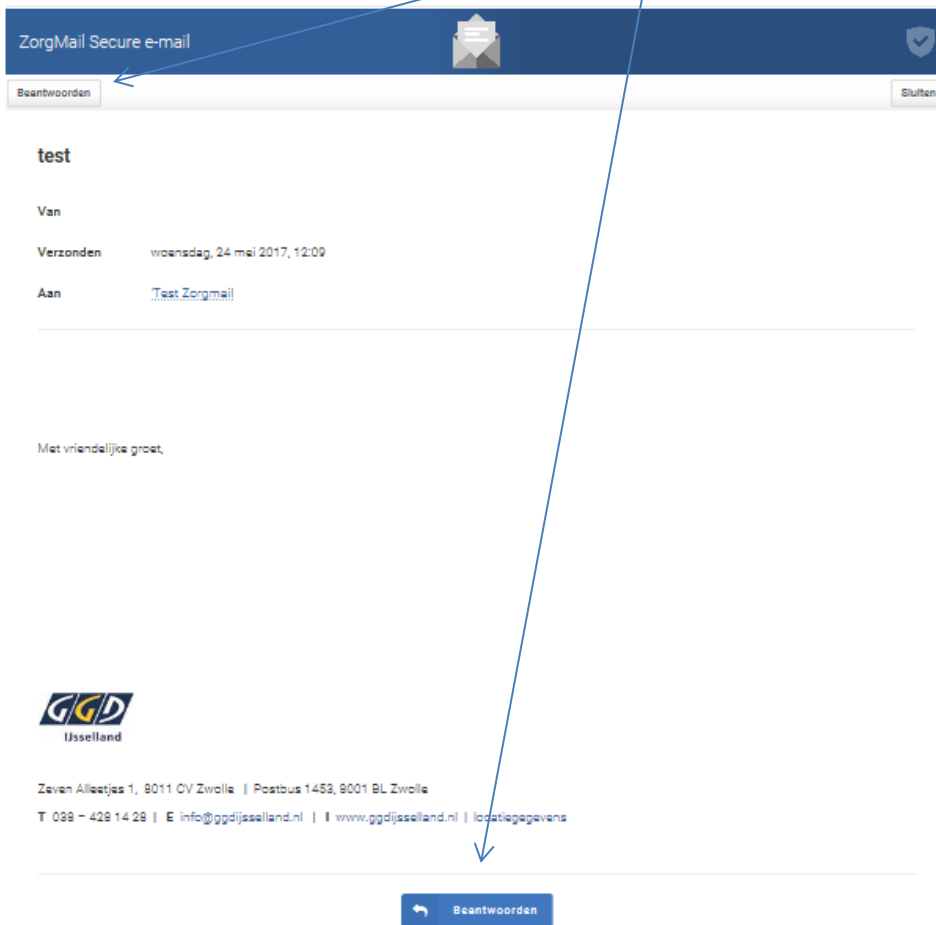 ZorgMail Secure e-mail
Beantwoorden
Sluiten
test
Van
Verzonden woensdag, 24 mei 2017, 12:09
Aan 'Test Zorgmail
Met vriendelijke groet,
GGD
IJsselland
Zeven Alleetjes 1, 8011 CV Zwolle | Postbus 1453, 8001 BL Zwolle
T 038 – 428 14 28 | E info@ggdijsselland.nl | I www.ggdijsselland.nl | locatiegegevens
Beantwoorden